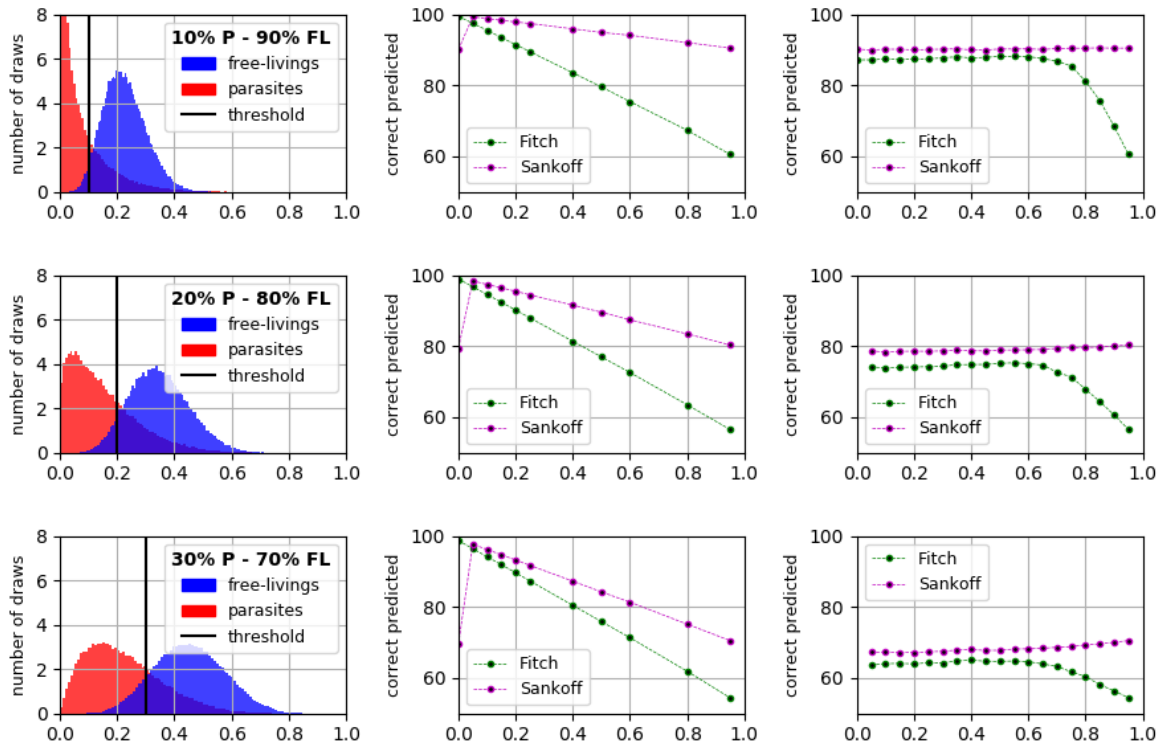 number of draws
8
6
4
2
0
0.0 0.2 0.4 0.6 0.8 1.0
10% P - 90% FL
free-livings
parasites
threshold
correct predicted
100
80
60
0.0 0.2 0.4 0.6 0.8 1.0
Fitch
Sankoff
correct predicted
100
80
60
0.0 0.2 0.4 0.6 0.8 1.0
Fitch
Sankoff
number of draws
8
6
4
2
0
0.0 0.2 0.4 0.6 0.8 1.0
20% P - 80% FL
free-livings
parasites
threshold
correct predicted
100
80
60
0.0 0.2 0.4 0.6 0.8 1.0
Fitch
Sankoff
correct predicted
100
80
60
0.0 0.2 0.4 0.6 0.8 1.0
Fitch
Sankoff
number of draws
8
6
4
2
0
0.0 0.2 0.4 0.6 0.8 1.0
30% P - 70% FL
free-livings
parasites
threshold
correct predicted
100
80
60
0.0 0.2 0.4 0.6 0.8 1.0
Fitch
Sankoff
correct predicted
100
80
60
0.0 0.2 0.4 0.6 0.8 1.0
Fitch
Sankoff